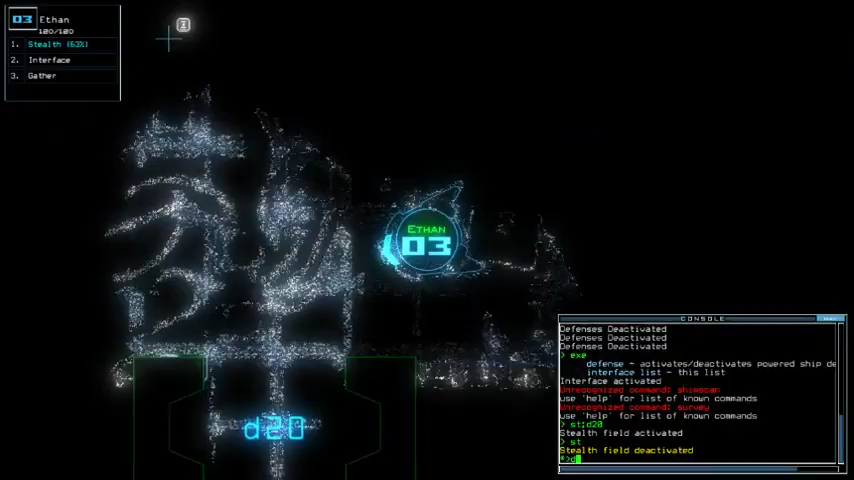 03 Ethan
100/100
1. Stealth (63%)
2. Interface
3. Gather
ETHAN
03
d20
CONSOLE
Defenses Deactivated
Defenses Deactivated
Defenses Deactivated
> exe
defense - activates/deactivates powered ship de
interface list - this list
Interface activated
Unrecognized command: shipscan
use 'help' for list of known commands
Unrecognized command: survey
use 'help' for list of known commands
> st;d20
Stealth field activated
> st
Stealth field deactivated
>d